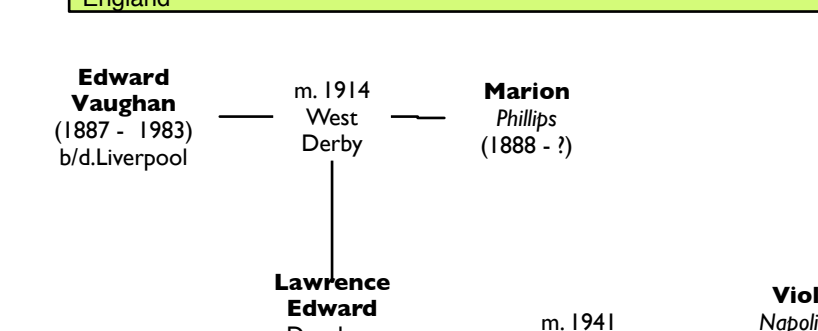 England
Edward
Vaughan
(1887 - 1983)
b/d.Liverpool
m. 1914
West
Derby
Marion
Phillips
(1888 - ?)
Lawrence
Edward
m. 1941